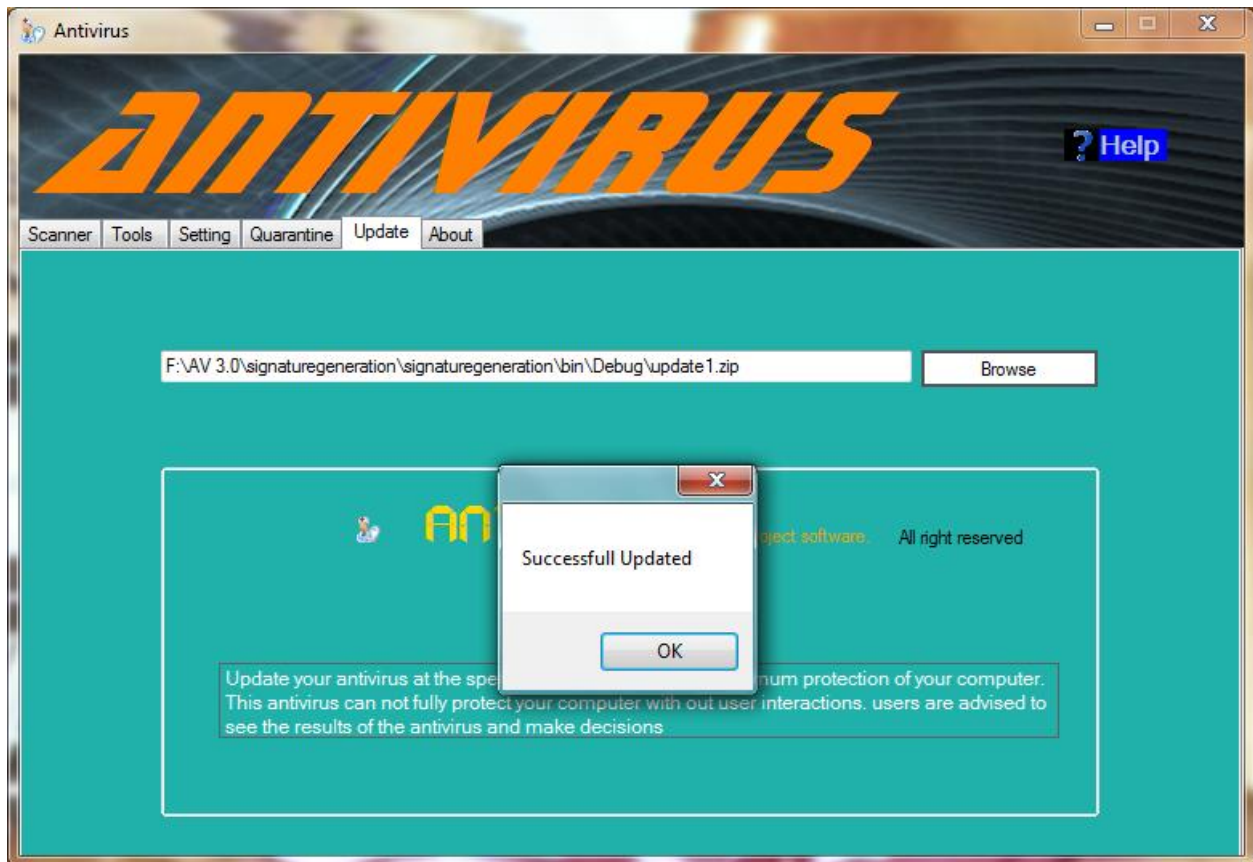 Antivirus
ANTIVIRUS
? Help
Scanner Tools Setting Quarantine Update About
F:\AV 3.0\signaturegeneration\signaturegeneration\bin\Debug\update1.zip Browse
software. All right reserved
Successfull Updated
OK
Update your antivirus at the protection of your computer.
This antivirus can not fully protect your computer with out user interactions. users are advised to
see the results of the antivirus and make decisions